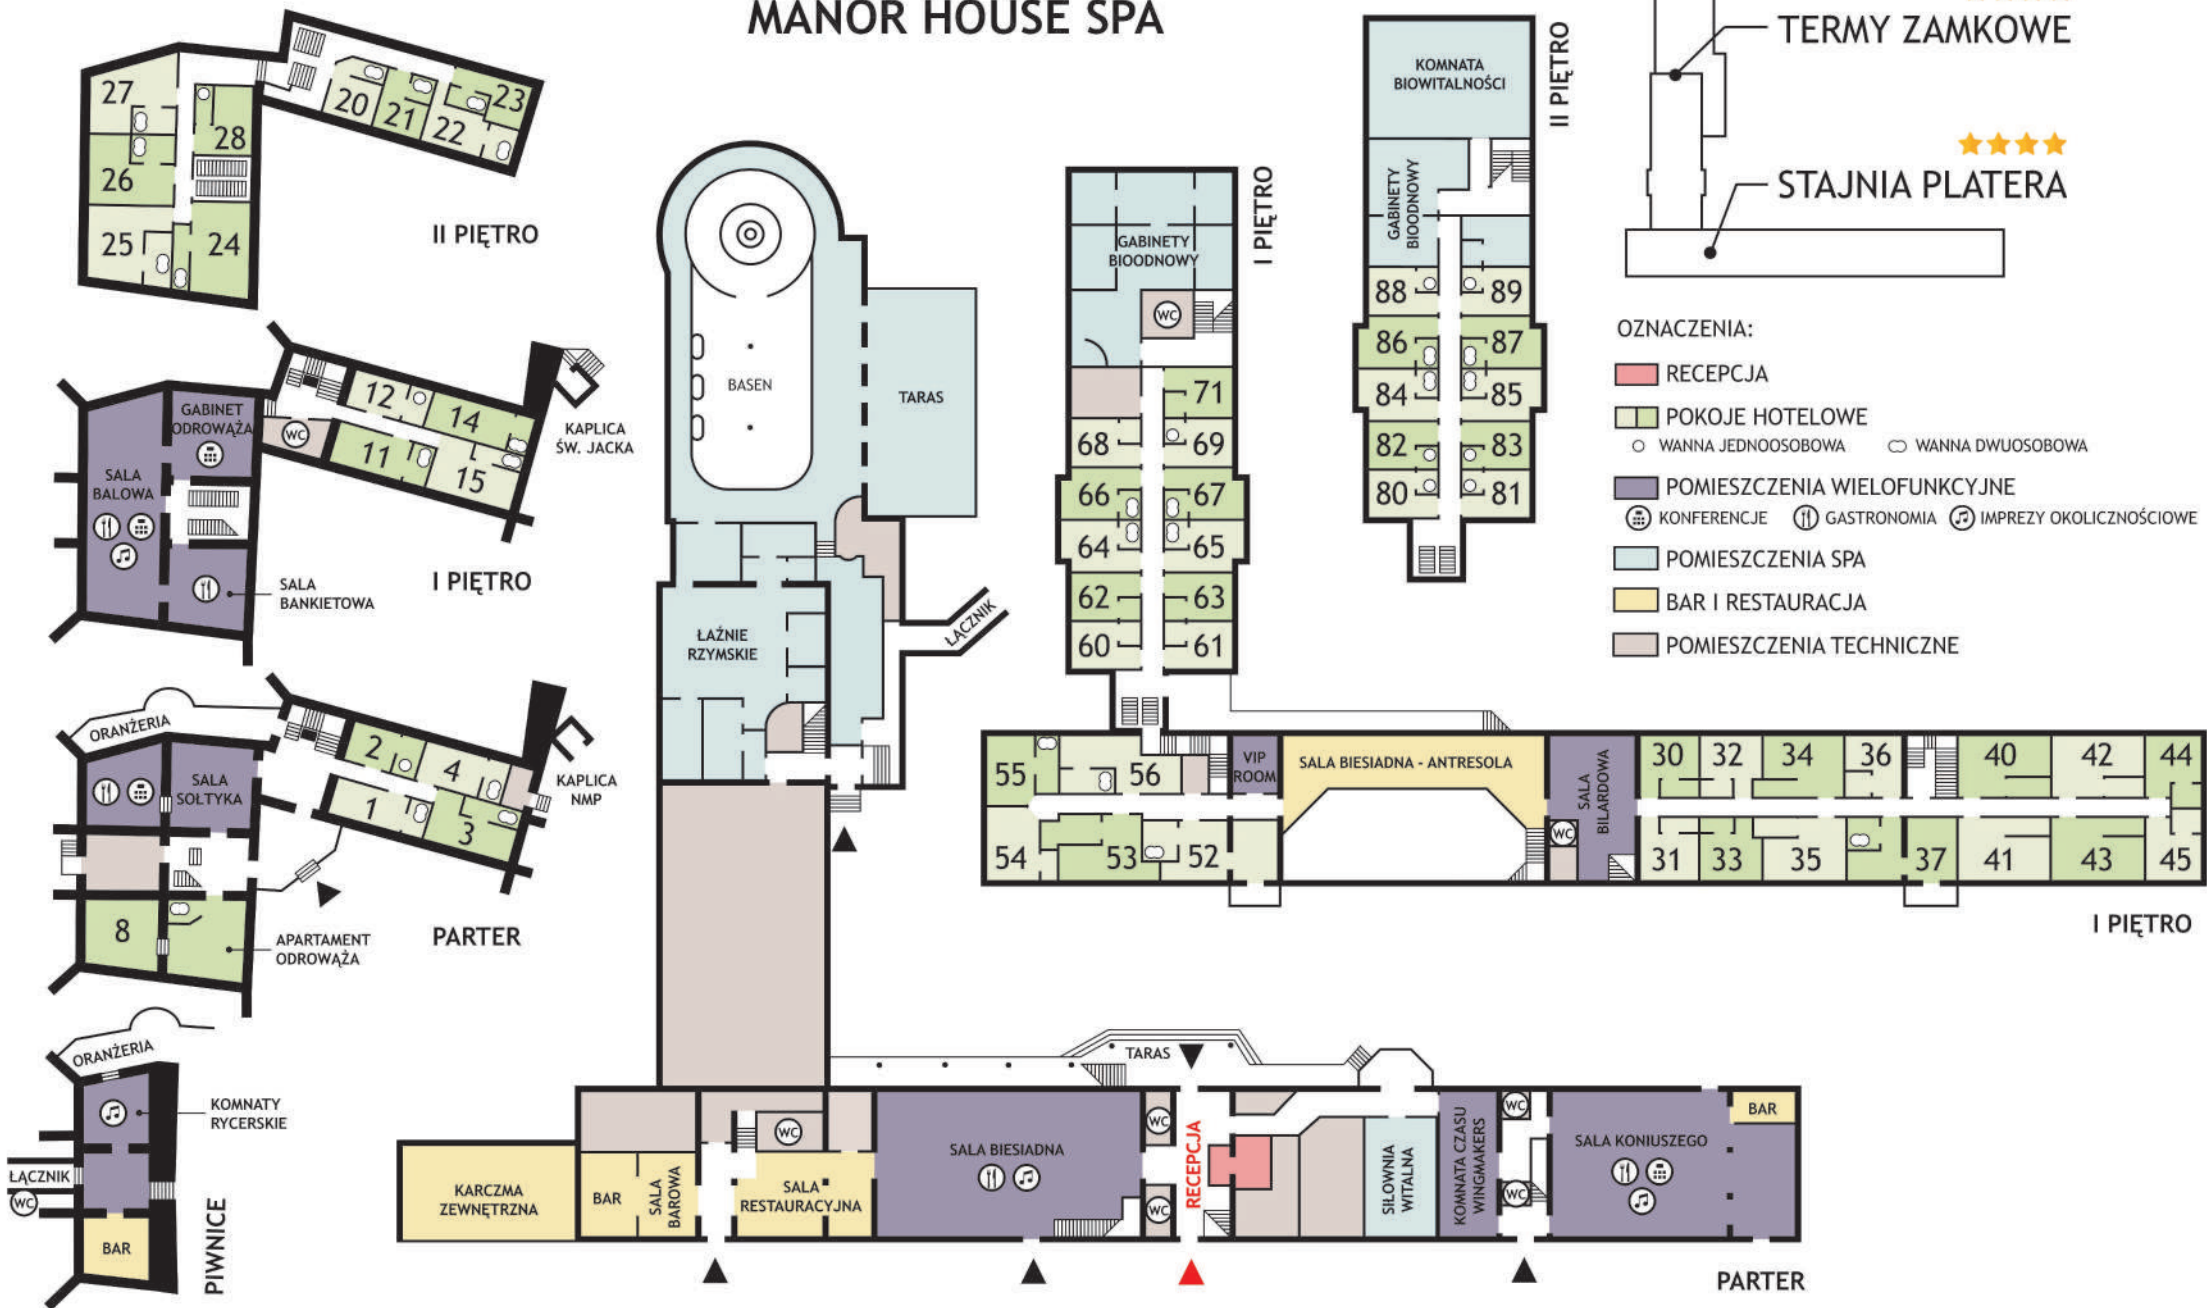 MANOR HOUSE SPA
TERMY ZAMKOWE
STAJNIA PLATERA
OZNACZENIA:
RECEPCJA
POKOJE HOTELOWE
WANNA JEDNOOSOBOWA
WANNA DWUOSOBOWA
POMIESZCZENIA WIELOFUNKCYJNE
KONFERENCJE
GASTRONOMIA
IMPREZY OKOLICZNOŚCIOWE
POMIESZCZENIA SPA
BAR I RESTAURACJA
POMIESZCZENIA TECHNICZNE
27
28
26
25
24
20
21
22
23
II PIĘTRO
GABINET
ODROWĄŻA
SALA
BALOWA
WC
12
14
11
15
KAPLICA
ŚW. JACKA
SALA
BANKIETOWA
I PIĘTRO
ORANŻERIA
SALA
SOŁTYKA
2
4
1
3
KAPLICA
NMP
8
APARTAMENT
ODROWĄŻA
PARTER
ORANŻERIA
KOMNATY
RYCERSKIE
ŁĄCZNIK
WC
BAR
PIWNICE
BASEN
TARAS
ŁAŹNIE
RZYMSKIE
ŁĄCZNIK
I PIĘTRO
GABINETY
BIOODNOWY
WC
71
68
69
66
67
64
65
62
63
60
61
II PIĘTRO
KOMNATA
BIOWITALNOŚCI
GABINETY
BIOODNOWY
88
89
86
87
84
85
82
83
80
81
55
56
54
53
52
VIP
ROOM
SALA BIESIADNA - ANTRESOLA
SALA
BILARDOWA
WC
30
32
34
36
40
42
44
31
33
35
37
41
43
45
I PIĘTRO
KARCZMA
ZEWNĘTRZNA
BAR
SALA
BAROWA
WC
SALA
RESTAURACYJNA
SALA BIESIADNA
TARAS
WC
WC
RECEPCJA
SIŁOWNIA
WITALNA
KOMNATA CZASU
WINGMAKERS
WC
WC
SALA KONIUSZEGO
BAR
PARTER